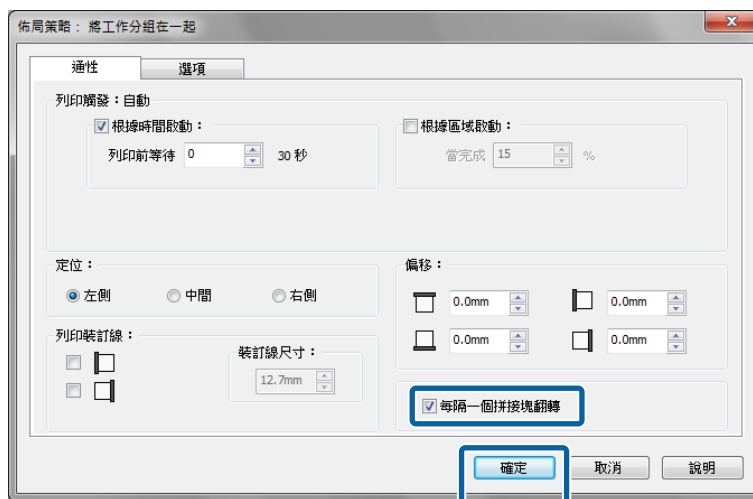 佈局策略： 將工作分組在一起
通性 選項
列印觸發：自動
根據時間啟動：
列印前等待 0 30 秒
根據區域啟動：
當完成 15 %
定位：
左側 中間 右側
偏移：
0.0mm 0.0mm
0.0mm 0.0mm
列印裝訂線：
裝訂線尺寸：
12.7mm
每隔一個拼接塊翻轉
確定 取消 說明